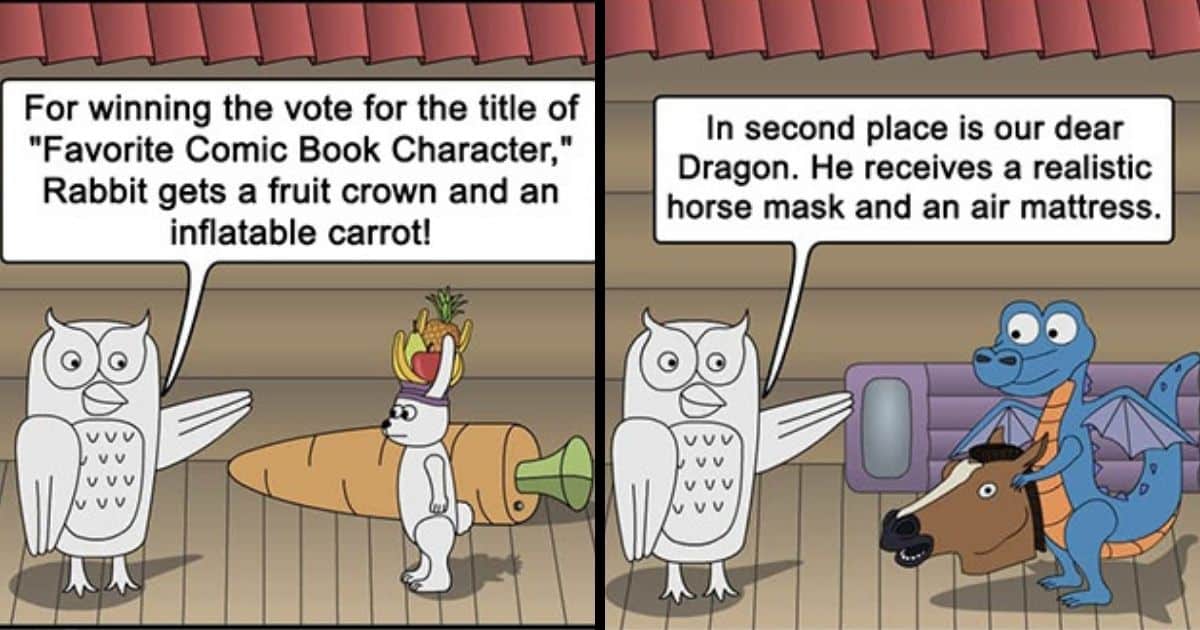 For winning the vote for the title of
"Favorite Comic Book Character,"
Rabbit gets a fruit crown and an
inflatable carrot!
In second place is our dear
Dragon. He receives a realistic
horse mask and an air mattress.